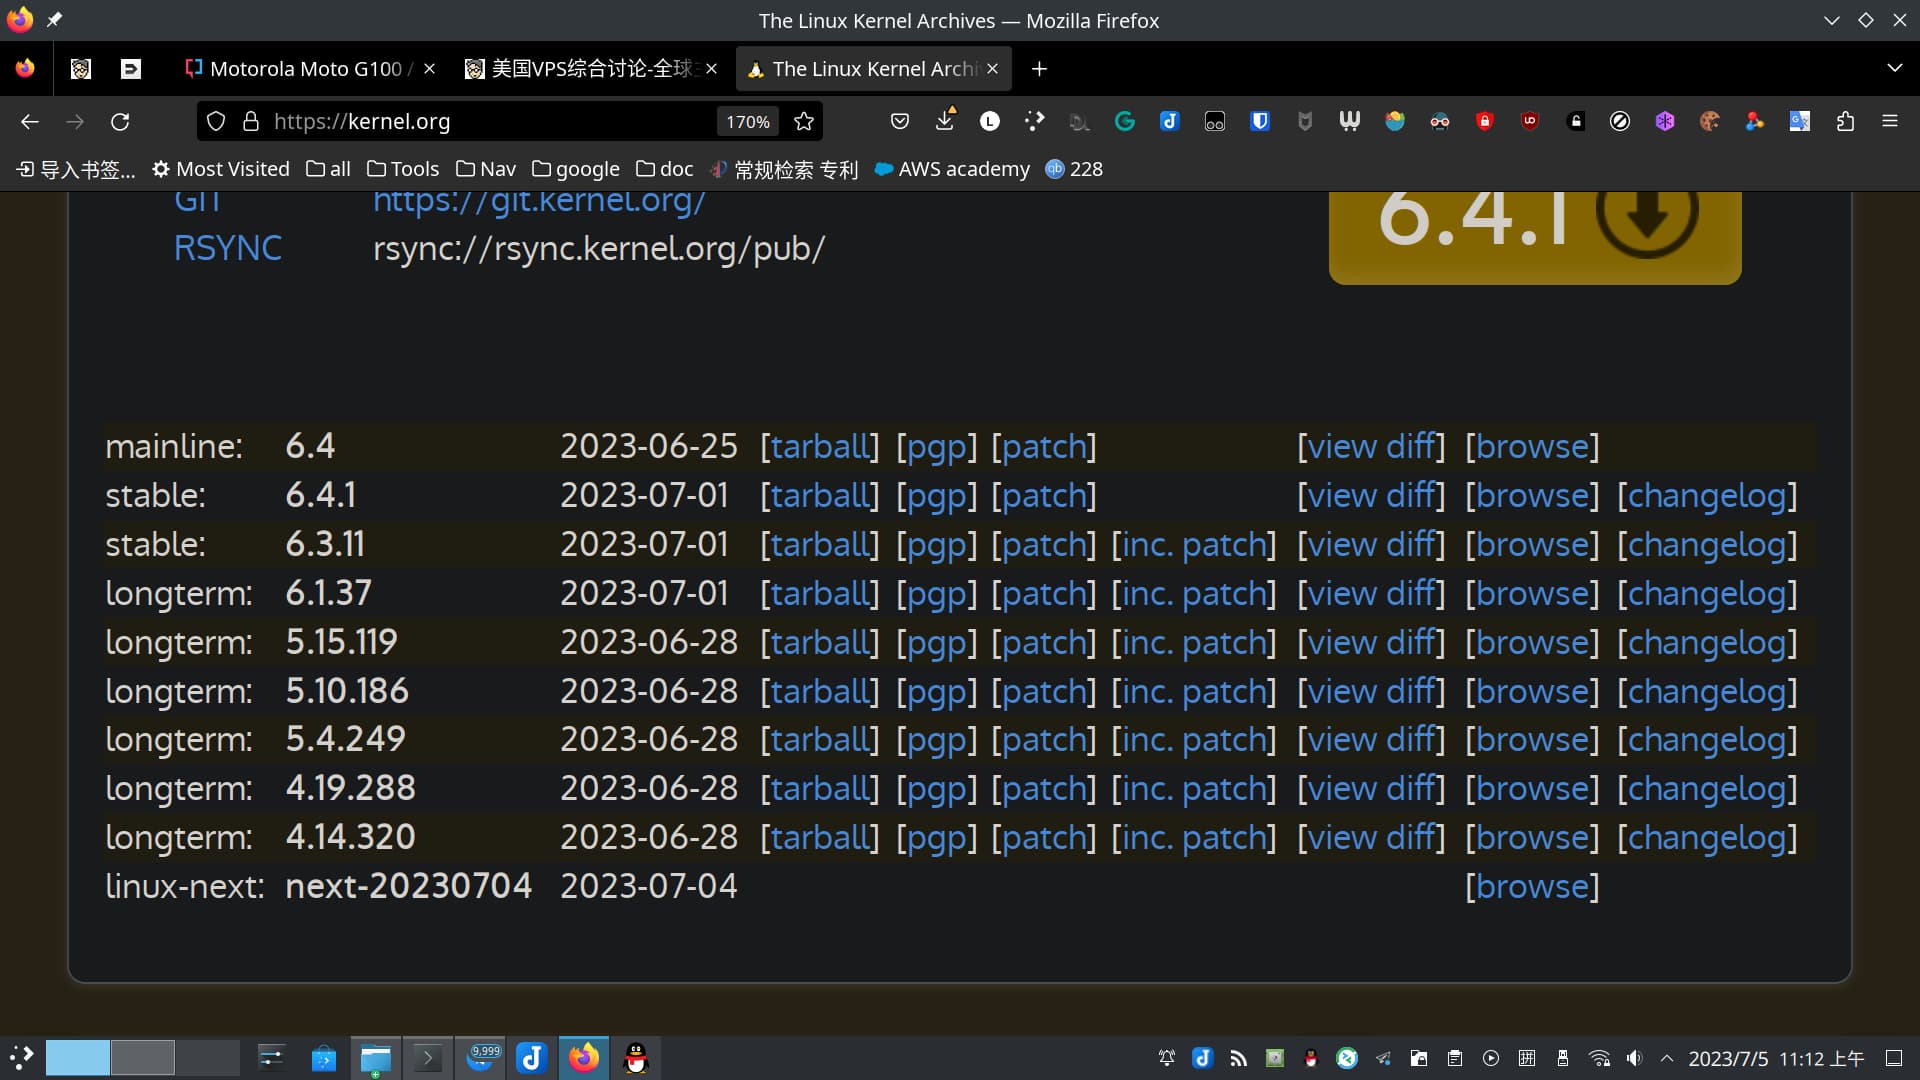 The Linux Kernel Archives — Mozilla Firefox
Motorola Moto G100 / 美国VPS综合讨论-全球 The Linux Kernel Archi
https://kernel.org 170%
导入书签... Most Visited all Tools Nav google doc 常规检索 专利 AWS academy 228
GIT https://git.kernel.org/
RSYNC rsync://rsync.kernel.org/pub/
6.4.1
mainline: 6.4 2023-06-25 [tarball] [pgp] [patch] [view diff] [browse]
stable: 6.4.1 2023-07-01 [tarball] [pgp] [patch] [view diff] [browse] [changelog]
stable: 6.3.11 2023-07-01 [tarball] [pgp] [patch] [inc. patch] [view diff] [browse] [changelog]
longterm: 6.1.37 2023-07-01 [tarball] [pgp] [patch] [inc. patch] [view diff] [browse] [changelog]
longterm: 5.15.119 2023-06-28 [tarball] [pgp] [patch] [inc. patch] [view diff] [browse] [changelog]
longterm: 5.10.186 2023-06-28 [tarball] [pgp] [patch] [inc. patch] [view diff] [browse] [changelog]
longterm: 5.4.249 2023-06-28 [tarball] [pgp] [patch] [inc. patch] [view diff] [browse] [changelog]
longterm: 4.19.288 2023-06-28 [tarball] [pgp] [patch] [inc. patch] [view diff] [browse] [changelog]
longterm: 4.14.320 2023-06-28 [tarball] [pgp] [patch] [inc. patch] [view diff] [browse] [changelog]
linux-next: next-20230704 2023-07-04 [browse]
9,999 拼 2023/7/5 11:12 上午